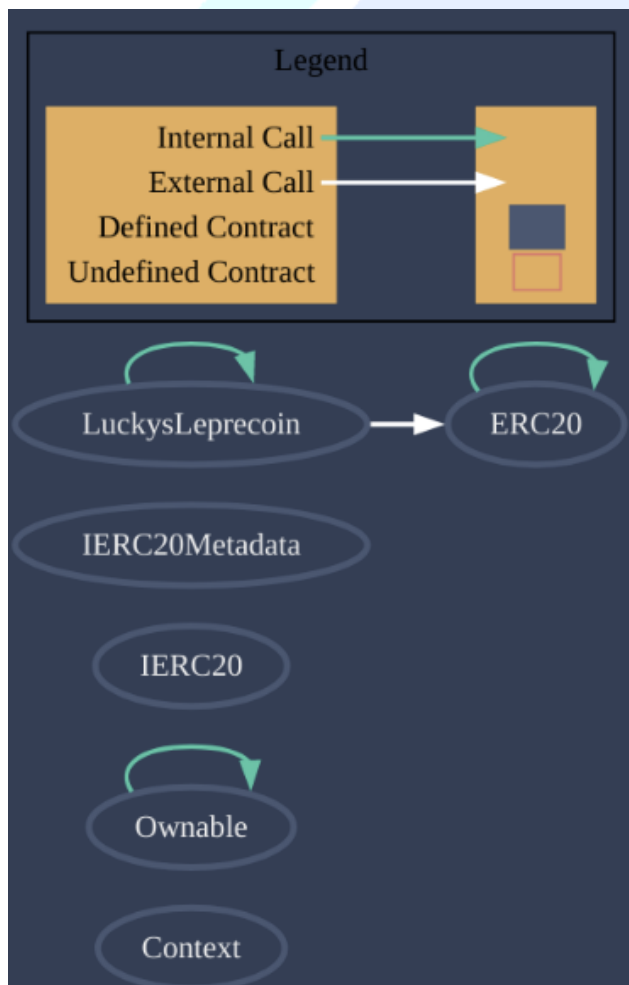 Legend
Internal Call
External Call
Defined Contract
Undefined Contract
LuckysLeprecoin
ERC20
IERC20Metadata
IERC20
Ownable
Context